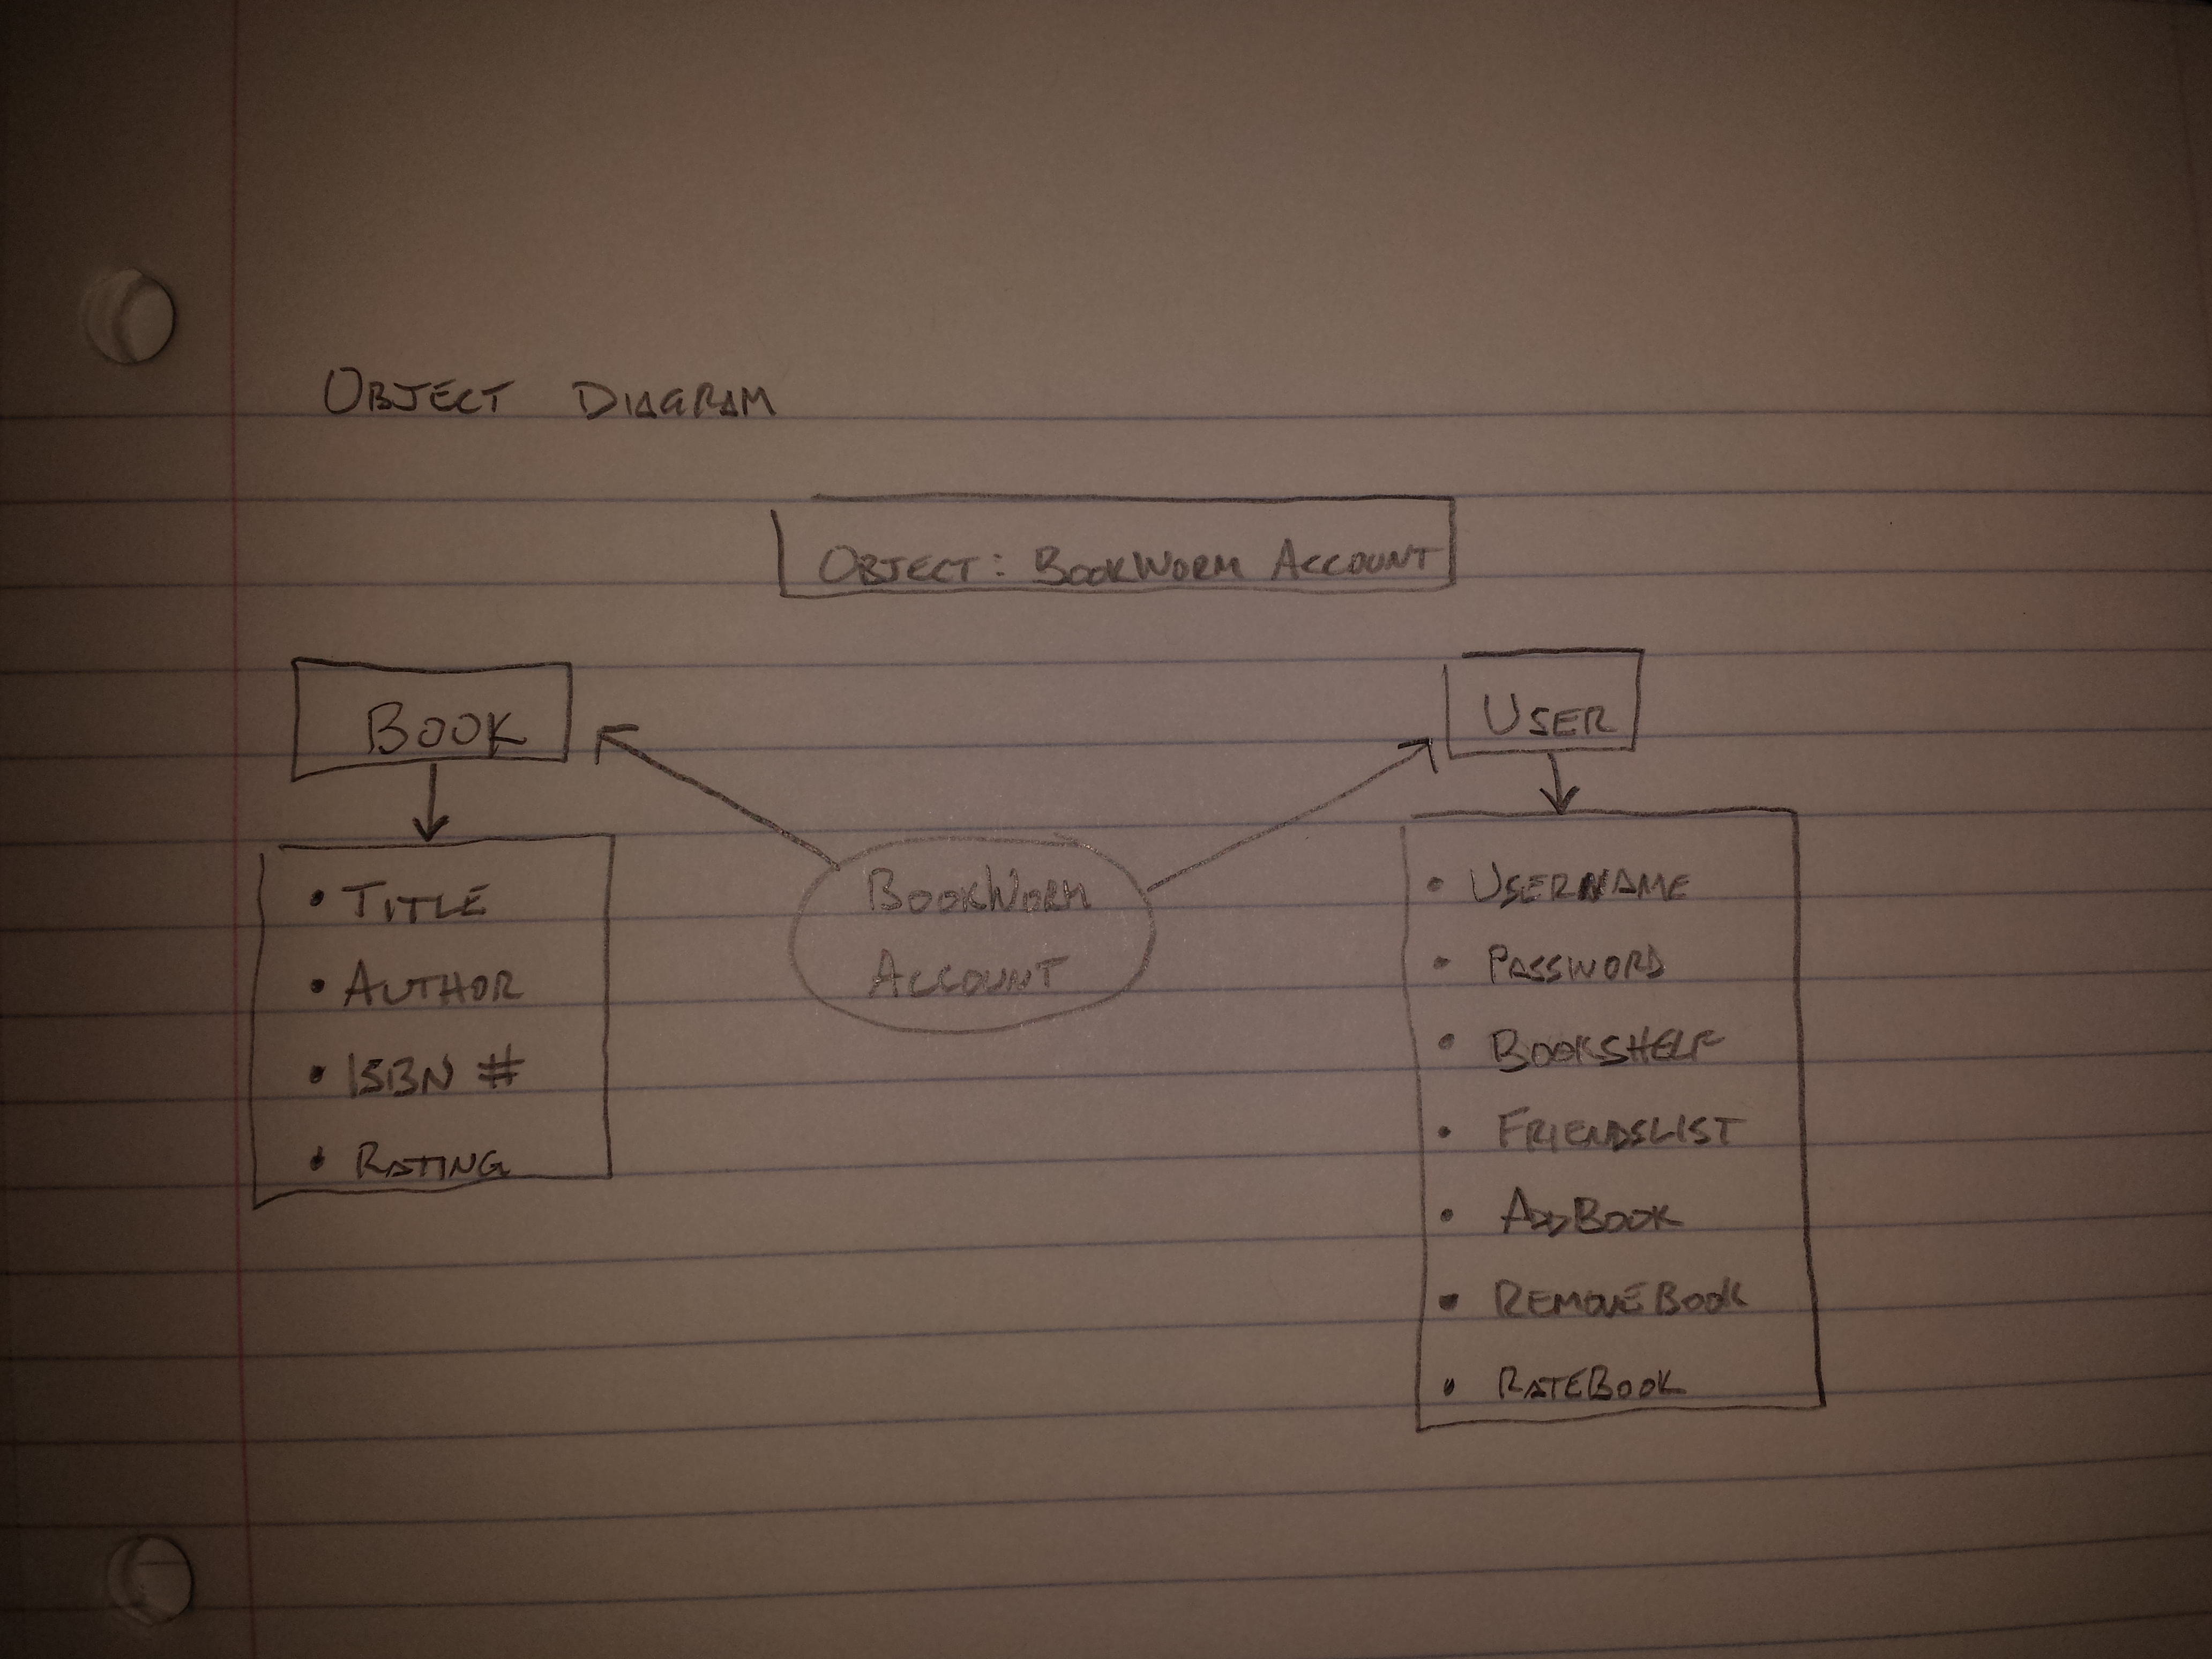 OBJECT DIAGRAM
OBJECT: BOOKWORM ACCOUNT
BOOK
USER
BOOKWORM
ACCOUNT
• TITLE
• AUTHOR
• ISBN #
• RATING
• USERNAME
• PASSWORD
• BOOKSHELF
• FRIENDSLIST
• ADDBOOK
• REMOVEBOOK
• RATEBOOK